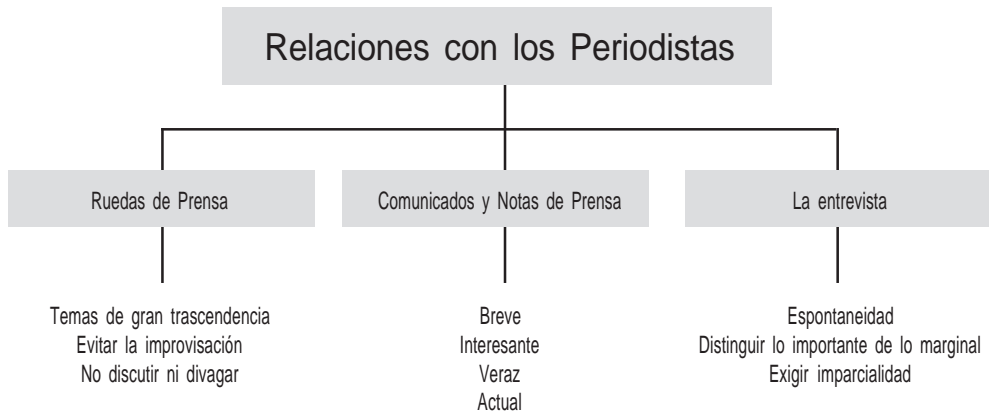 Relaciones con los Periodistas
Ruedas de Prensa
Comunicados y Notas de Prensa
La entrevista
Temas de gran trascendencia
Evitar la improvisación
No discutir ni divagar
Breve
Interesante
Veraz
Actual
Espontaneidad
Distinguir lo importante de lo marginal
Exigir imparcialidad